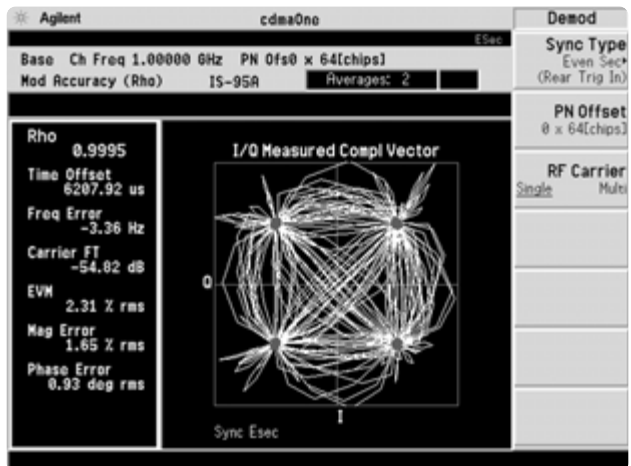 Agilent cdmaOne Demod
ESec
Base Ch Freq 1.00000 GHz PN Ofs0 x 64[chips]
Mod Accuracy (Rho) IS-95A Averages: 2
Sync Type
Even Sec
(Rear Trig In)
PN Offset
0 x 64[chips]
RF Carrier
Single Multi
Rho
0.9995
Time Offset
6207.92 us
Freq Error
-3.36 Hz
Carrier FT
-54.82 dB
EVM
2.31 % rms
Mag Error
1.65 % rms
Phase Error
0.93 deg rms
I/Q Measured Compl Vector
Q
I
Sync Esec